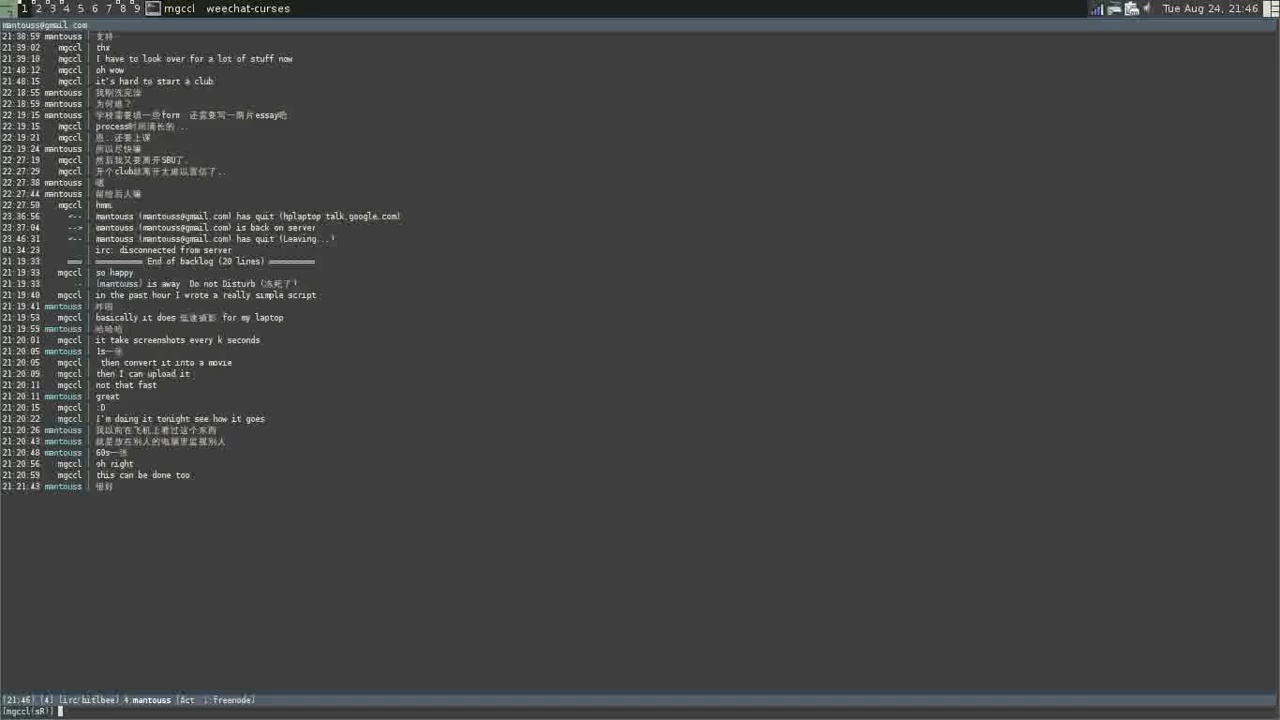 1 2 3 4 5 6 7 8 9 mgccl weechat-curses Tue Aug 24, 21:46
mantouss@gmail.com
21:38:59 mantouss | 支持
21:39:02 mgccl | thx
21:39:10 mgccl | I have to look over for a lot of stuff now
21:48:12 mgccl | oh wow
21:48:15 mgccl | it's hard to start a club
22:18:55 mantouss | 我刚洗完澡
22:18:59 mantouss | 为何难?
22:19:15 mantouss | 学校需要填一些form 还需要写一两片essay吧
22:19:15 mgccl | process时间满长的...
22:19:21 mgccl | 恩..还要上课
22:19:24 mantouss | 所以尽快嘛
22:27:19 mgccl | 然后我又要离开SBU了.
22:27:29 mgccl | 开个club就离开太难以置信了..
22:27:38 mantouss | 嗯
22:27:44 mantouss | 留给后人嘛
22:27:50 mgccl | hmm.
23:36:56 <-- | mantouss (mantouss@gmail.com) has quit (hplaptop talk.google.com)
23:37:04 --> | mantouss (mantouss@gmail.com) is back on server
23:46:31 <-- | mantouss (mantouss@gmail.com) has quit (Leaving...)
01:34:23 | irc: disconnected from server
21:19:33 === | ========== End of backlog (20 lines) ==========
21:19:33 mgccl | so happy
21:19:33 -- | [mantouss] is away Do not Disturb (冻死了)
21:19:40 mgccl | in the past hour I wrote a really simple script
21:19:41 mantouss | 咋啦
21:19:53 mgccl | basically it does 低速摄影 for my laptop
21:19:59 mantouss | 哈哈哈
21:20:01 mgccl | it take screenshots every k seconds
21:20:05 mantouss | 1s一张
21:20:05 mgccl | then convert it into a movie
21:20:09 mgccl | then I can upload it
21:20:11 mgccl | not that fast
21:20:11 mantouss | great
21:20:15 mgccl | :D
21:20:22 mgccl | I'm doing it tonight see how it goes
21:20:26 mantouss | 我以前在飞机上看过这个东西
21:20:43 mantouss | 就是放在别人的电脑里监视别人
21:20:48 mantouss | 60s一张
21:20:56 mgccl | oh right
21:20:59 mgccl | this can be done too
21:21:43 mantouss | 很好
[21:46] [4] [irc/bitlbee] 4:mantouss [Act: 1:freenode]
[mgccl(sR)]